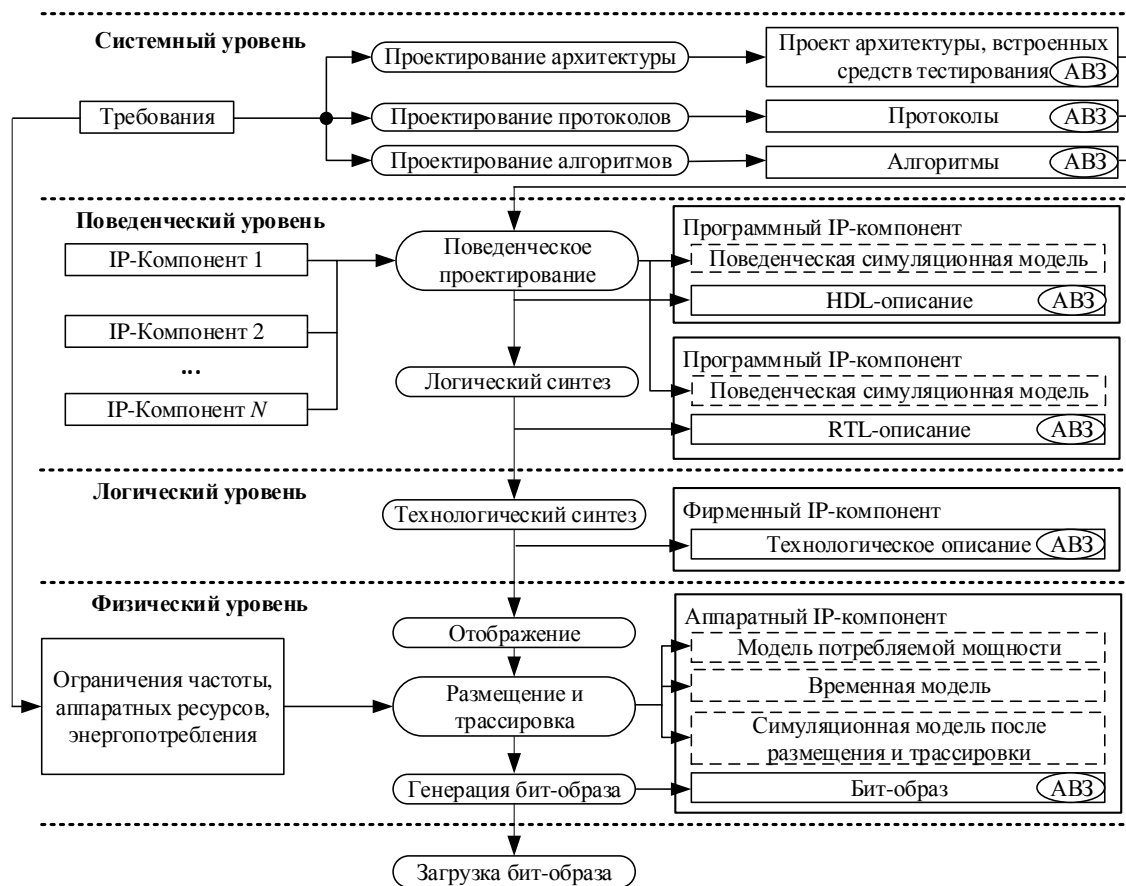 Системный уровень
Проектирование архитектуры
Проект архитектуры, встроенных
средств тестирования
АВЗ
Требования
Проектирование протоколов
Протоколы
АВЗ
Проектирование алгоритмов
Алгоритмы
АВЗ
Поведенческий уровень
IP-Компонент 1
IP-Компонент 2
...
IP-Компонент N
Поведенческое
проектирование
Программный IP-компонент
Поведенческая симуляционная модель
HDL-описание
АВЗ
Логический синтез
Программный IP-компонент
Поведенческая симуляционная модель
RTL-описание
АВЗ
Логический уровень
Технологический синтез
Фирменный IP-компонент
Технологическое описание
АВЗ
Физический уровень
Ограничения частоты,
аппаратных ресурсов,
энергопотребления
Отображение
Размещение и
трассировка
Генерация бит-образа
Аппаратный IP-компонент
Модель потребляемой мощности
Временная модель
Симуляционная модель после
размещения и трассировки
Бит-образ
АВЗ
Загрузка бит-образа